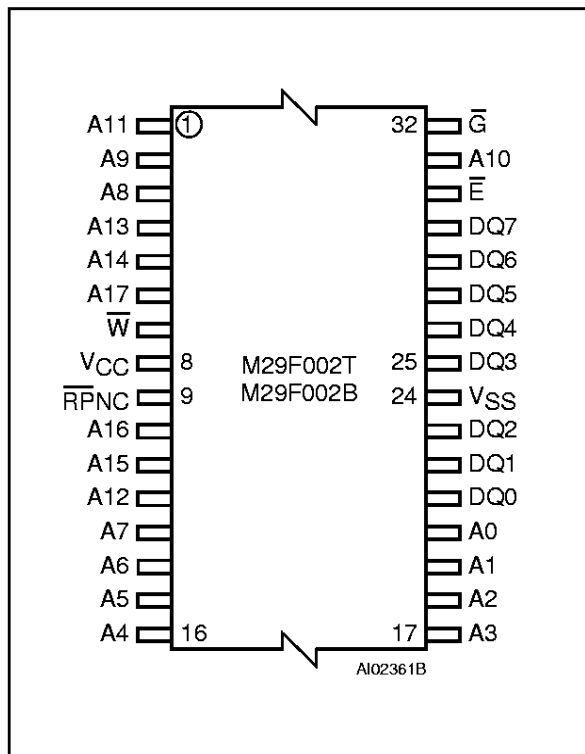 A11 1 32 G̅
A9 A10
A8 E̅
A13 DQ7
A14 DQ6
A17 DQ5
W̅ DQ4
VCC 8 M29F002T 25 DQ3
R̅P̅NC 9 M29F002B 24 VSS
A16 DQ2
A15 DQ1
A12 DQ0
A7 A0
A6 A1
A5 A2
A4 16 17 A3
AI02361B